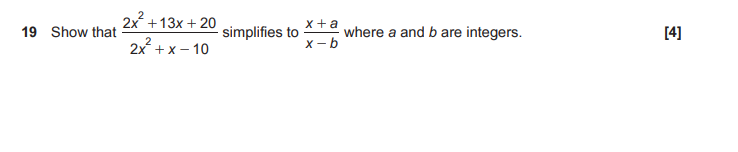 19 Show that (2x² + 13x + 20)/(2x² + x – 10) simplifies to (x + a)/(x – b) where a and b are integers. [4]